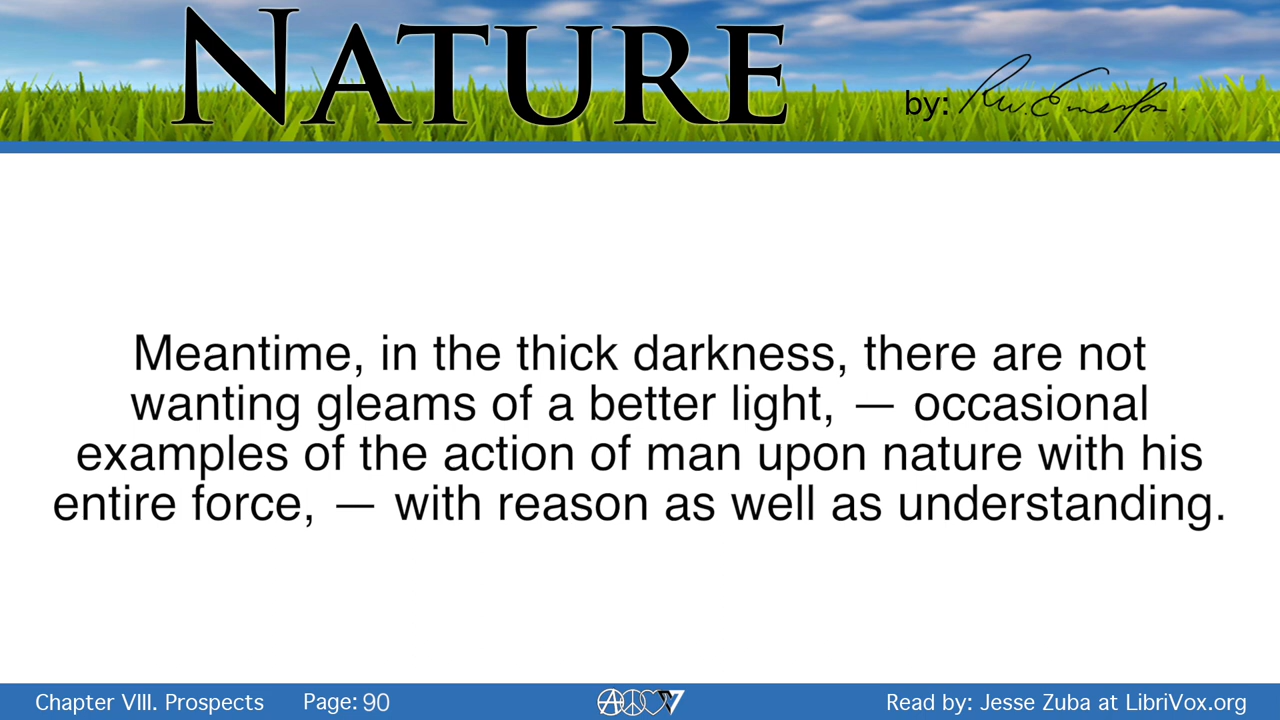 NATURE
by: R.W. Emerson.
Meantime, in the thick darkness, there are not
wanting gleams of a better light, — occasional
examples of the action of man upon nature with his
entire force, — with reason as well as understanding.
Chapter VIII. Prospects Page: 90
Read by: Jesse Zuba at LibriVox.org